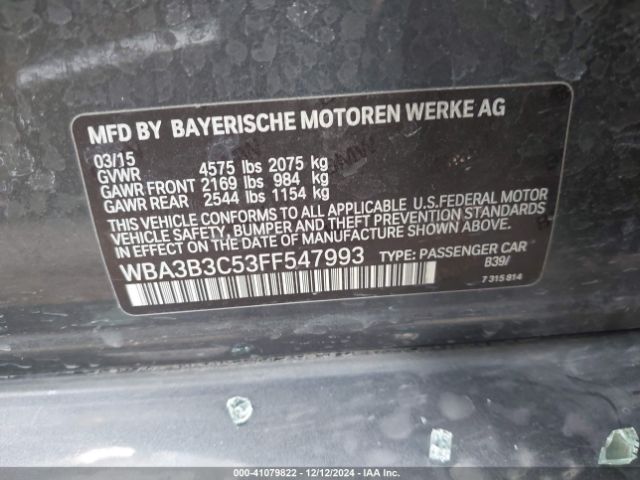 MFD BY BAYERISCHE MOTOREN WERKE AG
03/15
GVWR 4575 lbs 2075 kg
GAWR FRONT 2169 lbs 984 kg
GAWR REAR 2544 lbs 1154 kg
THIS VEHICLE CONFORMS TO ALL APPLICABLE U.S.FEDERAL MOTOR
VEHICLE SAFETY, BUMPER AND THEFT PREVENTION STANDARDS
IN EFFECT ON THE DATE OF MANUFACTURE SHOWN ABOVE.
WBA3B3C53FF547993 TYPE: PASSENGER CAR
B39/
7 315 814
000-41079822 - 12/12/2024 - IAA Inc.